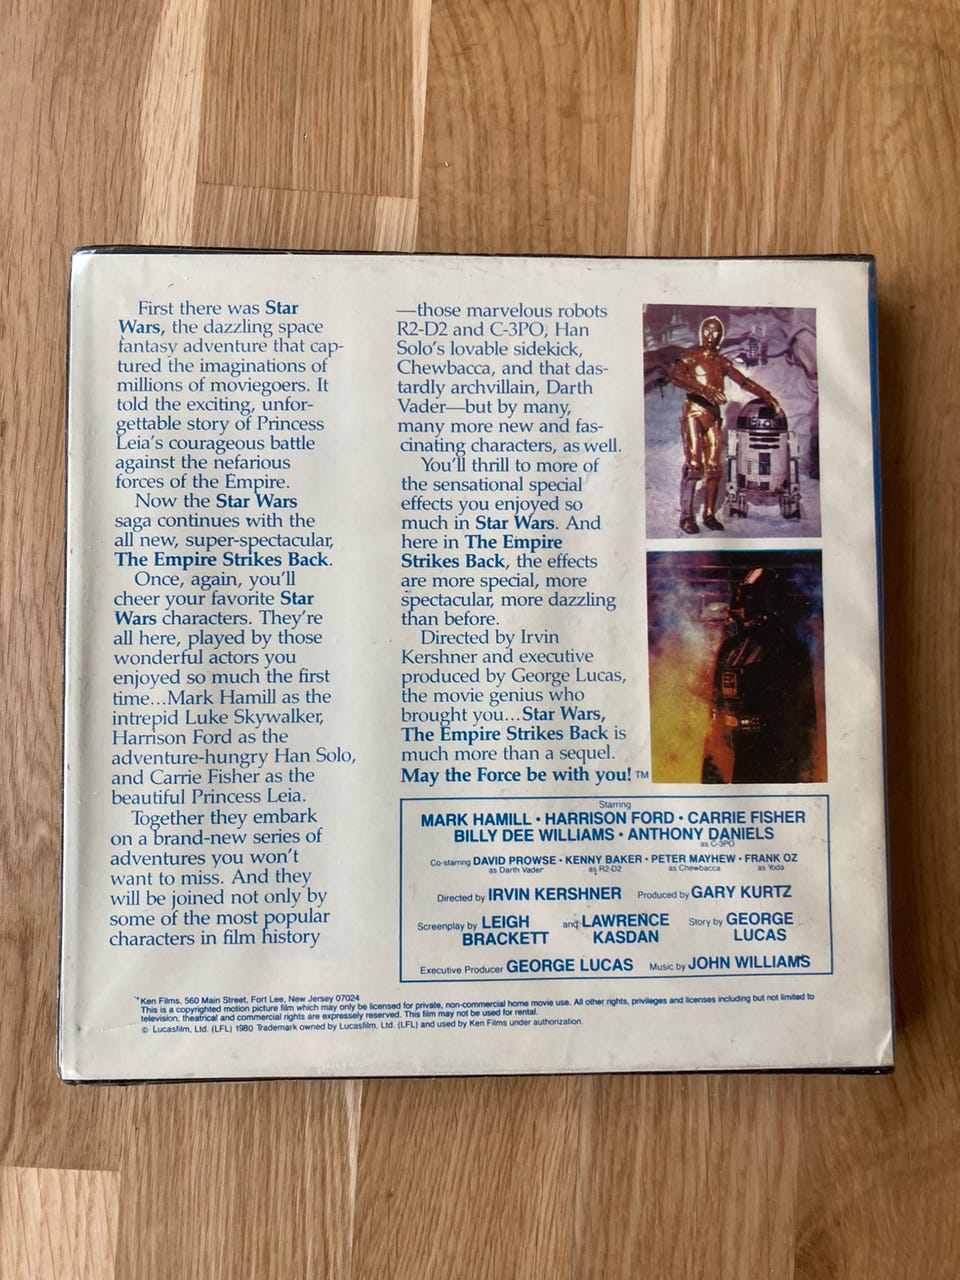 First there was Star
Wars, the dazzling space
fantasy adventure that cap-
tured the imaginations of
millions of moviegoers. It
told the exciting, unfor-
gettable story of Princess
Leia's courageous battle
against the nefarious
forces of the Empire.
Now the Star Wars
saga continues with the
all new, super-spectacular,
The Empire Strikes Back.
Once, again, you'll
cheer your favorite Star
Wars characters. They're
all here, played by those
wonderful actors you
enjoyed so much the first
time...Mark Hamill as the
intrepid Luke Skywalker,
Harrison Ford as the
adventure-hungry Han Solo,
and Carrie Fisher as the
beautiful Princess Leia.
Together they embark
on a brand-new series of
adventures you won't
want to miss. And they
will be joined not only by
some of the most popular
characters in film history
—those marvelous robots
R2-D2 and C-3PO, Han
Solo's lovable sidekick,
Chewbacca, and that das-
tardly archvillain, Darth
Vader—but by many,
many more new and fas-
cinating characters, as well.
You'll thrill to more of
the sensational special
effects you enjoyed so
much in Star Wars. And
here in The Empire
Strikes Back, the effects
are more special, more
spectacular, more dazzling
than before.
Directed by Irvin
Kershner and executive
produced by George Lucas,
the movie genius who
brought you...Star Wars,
The Empire Strikes Back is
much more than a sequel.
May the Force be with you! TM
Starring
MARK HAMILL • HARRISON FORD • CARRIE FISHER
BILLY DEE WILLIAMS • ANTHONY DANIELS
as C-3PO
Co-starring DAVID PROWSE • KENNY BAKER • PETER MAYHEW • FRANK OZ
as Darth Vader as R2-D2 as Chewbacca as Yoda
Directed by IRVIN KERSHNER Produced by GARY KURTZ
Screenplay by LEIGH BRACKETT and LAWRENCE KASDAN Story by GEORGE LUCAS
Executive Producer GEORGE LUCAS Music by JOHN WILLIAMS
Ken Films, 560 Main Street, Fort Lee, New Jersey 07024
This is a copyrighted motion picture film which may only be licensed for private, non-commercial home movie use. All other rights, privileges and licenses including but not limited to
television, theatrical and commercial rights are expressely reserved. This film may not be used for rental.
© Lucasfilm, Ltd. (LFL) 1980 Trademark owned by Lucasfilm, Ltd. (LFL) and used by Ken Films under authorization.